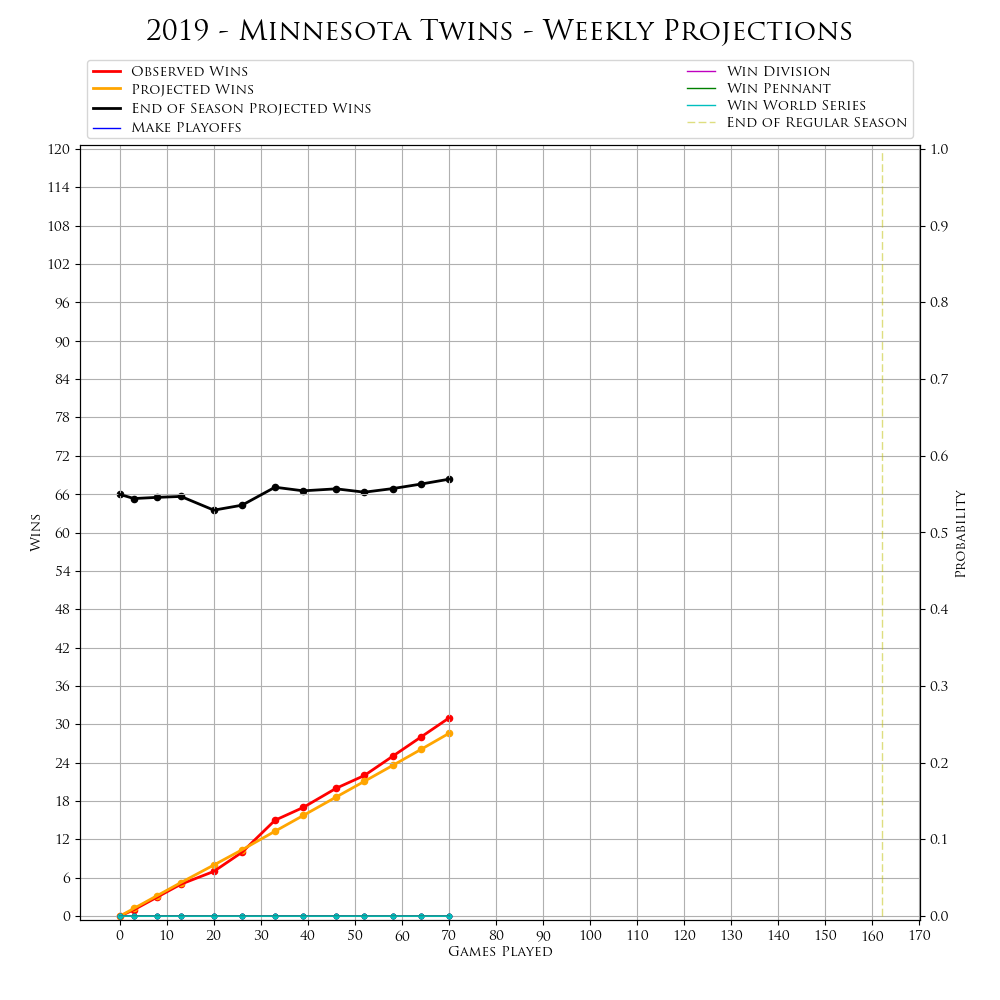 2019 - Minnesota Twins - Weekly Projections
Observed Wins
Projected Wins
End of Season Projected Wins
Make Playoffs
Win Division
Win Pennant
Win World Series
End of Regular Season
120
114
108
102
96
90
84
78
72
66
60
54
48
42
36
30
24
18
12
6
0
Wins
1.0
0.9
0.8
0.7
0.6
0.5
0.4
0.3
0.2
0.1
0.0
Probability
0 10 20 30 40 50 60 70 80 90 100 110 120 130 140 150 160 170
Games Played